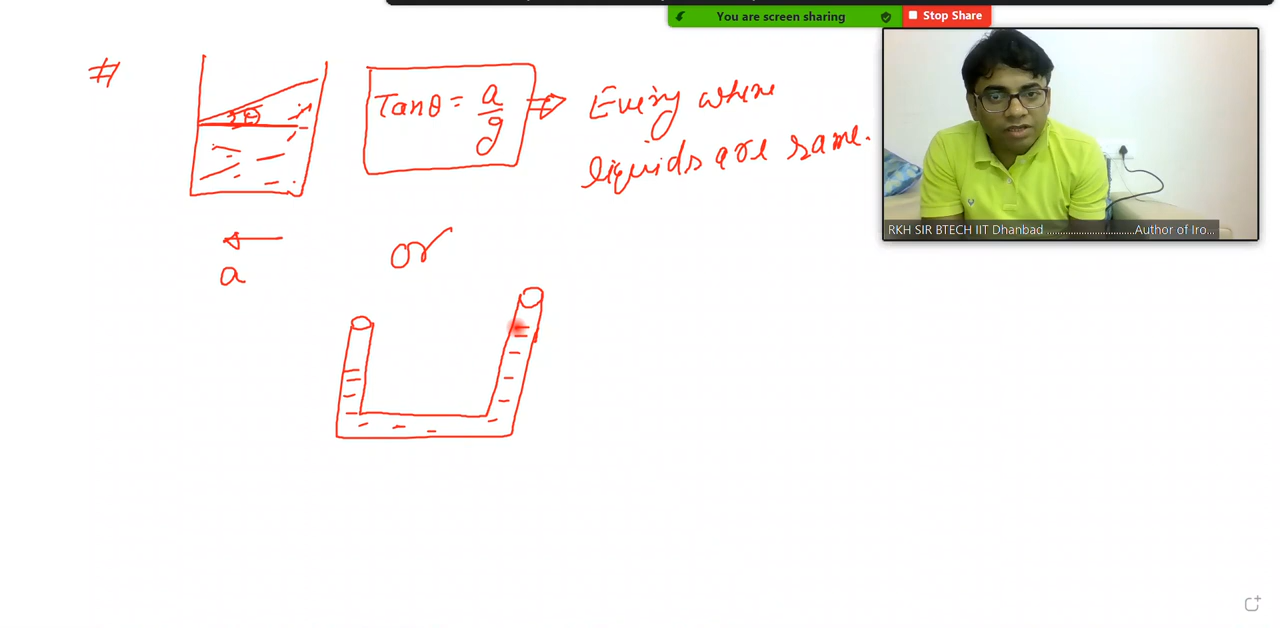 You are screen sharing
Stop Share
#
θ
Tanθ = a/g ⇒ Every where
liquids are same.
a
or
RKH SIR BTECH IIT Dhanbad .................................Author of Iro...